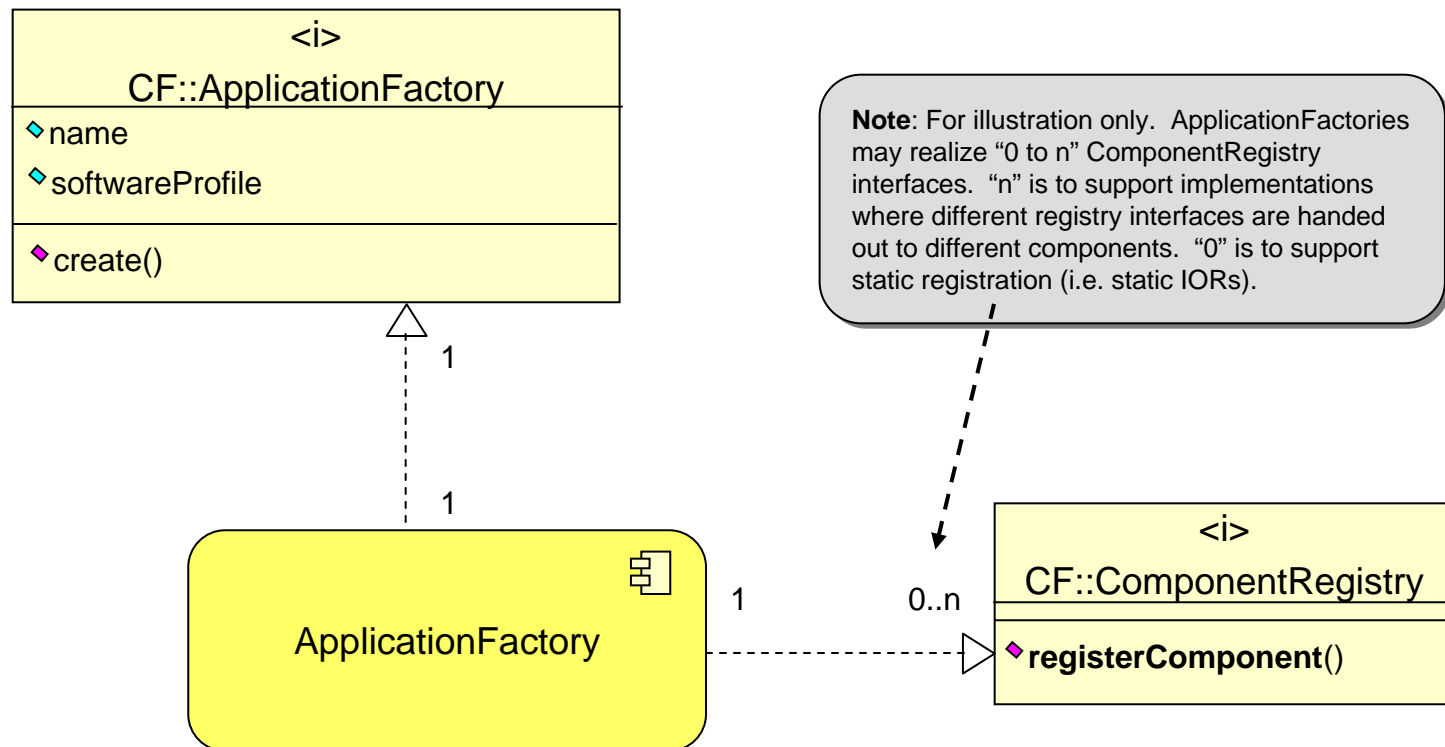 <i>
CF::ApplicationFactory
name
softwareProfile
create()
Note: For illustration only. ApplicationFactories
may realize “0 to n” ComponentRegistry
interfaces. “n” is to support implementations
where different registry interfaces are handed
out to different components. “0” is to support
static registration (i.e. static IORs).
1
1
ApplicationFactory
1
0..n
<i>
CF::ComponentRegistry
registerComponent()